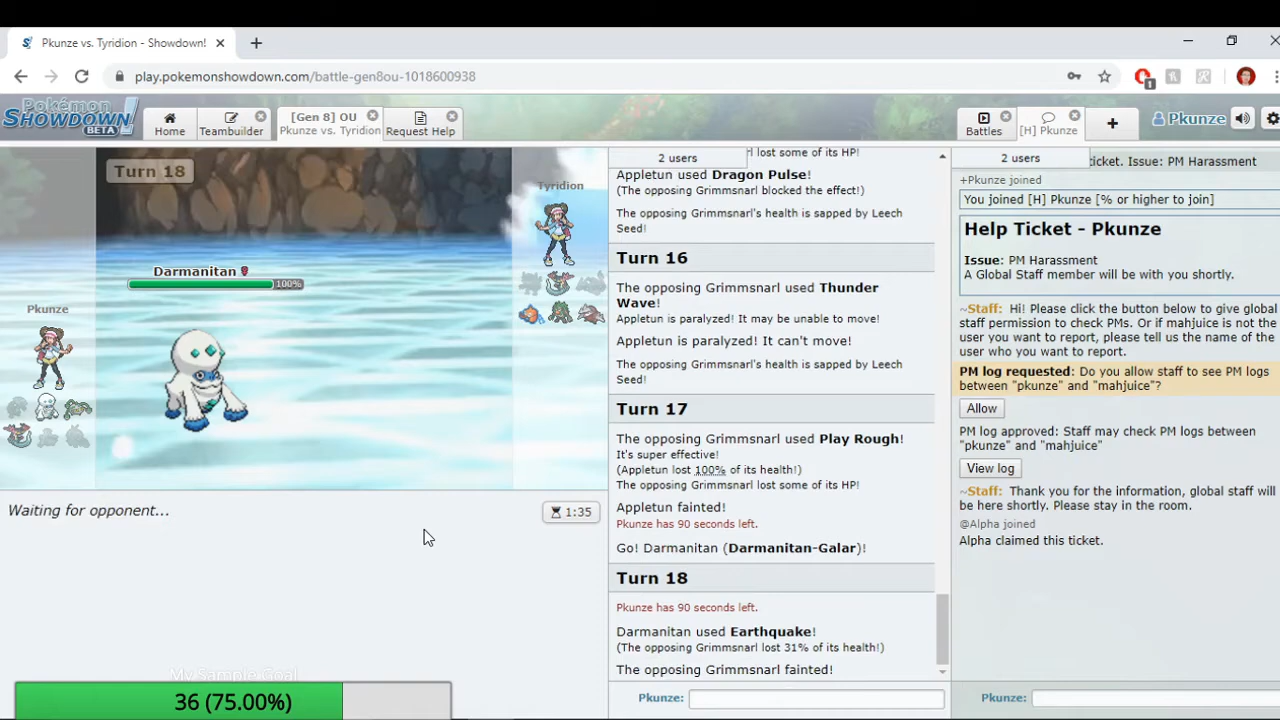 Pkunze vs. Tyridion - Showdown!
play.pokemonshowdown.com/battle-gen8ou-1018600938
1
Pokémon
SHOWDOWN!
BETA
Home
Teambuilder
[Gen 8] OU
Pkunze vs. Tyridion
Request Help
Battles
[H] Pkunze
Pkunze
Turn 18
Tyridion
Darmanitan
100%
Pkunze
Waiting for opponent...
1:35
My Sample Goal
36 (75.00%)
2 users
lost some of its HP!
Appletun used Dragon Pulse!
(The opposing Grimmsnarl blocked the effect!)
The opposing Grimmsnarl's health is sapped by Leech
Seed!
Turn 16
The opposing Grimmsnarl used Thunder
Wave!
Appletun is paralyzed! It may be unable to move!
Appletun is paralyzed! It can't move!
The opposing Grimmsnarl's health is sapped by Leech
Seed!
Turn 17
The opposing Grimmsnarl used Play Rough!
It's super effective!
(Appletun lost 100% of its health!)
The opposing Grimmsnarl lost some of its HP!
Appletun fainted!
Pkunze has 90 seconds left.
Go! Darmanitan (Darmanitan-Galar)!
Turn 18
Pkunze has 90 seconds left.
Darmanitan used Earthquake!
(The opposing Grimmsnarl lost 31% of its health!)
The opposing Grimmsnarl fainted!
Pkunze:
2 users
ticket. Issue: PM Harassment
+Pkunze joined
You joined [H] Pkunze [% or higher to join]
Help Ticket - Pkunze
Issue: PM Harassment
A Global Staff member will be with you shortly.
~Staff: Hi! Please click the button below to give global
staff permission to check PMs. Or if mahjuice is not the
user you want to report, please tell us the name of the
user who you want to report.
PM log requested: Do you allow staff to see PM logs
between "pkunze" and "mahjuice"?
Allow
PM log approved: Staff may check PM logs between
"pkunze" and "mahjuice"
View log
~Staff: Thank you for the information, global staff will
be here shortly. Please stay in the room.
@Alpha joined
Alpha claimed this ticket.
Pkunze: